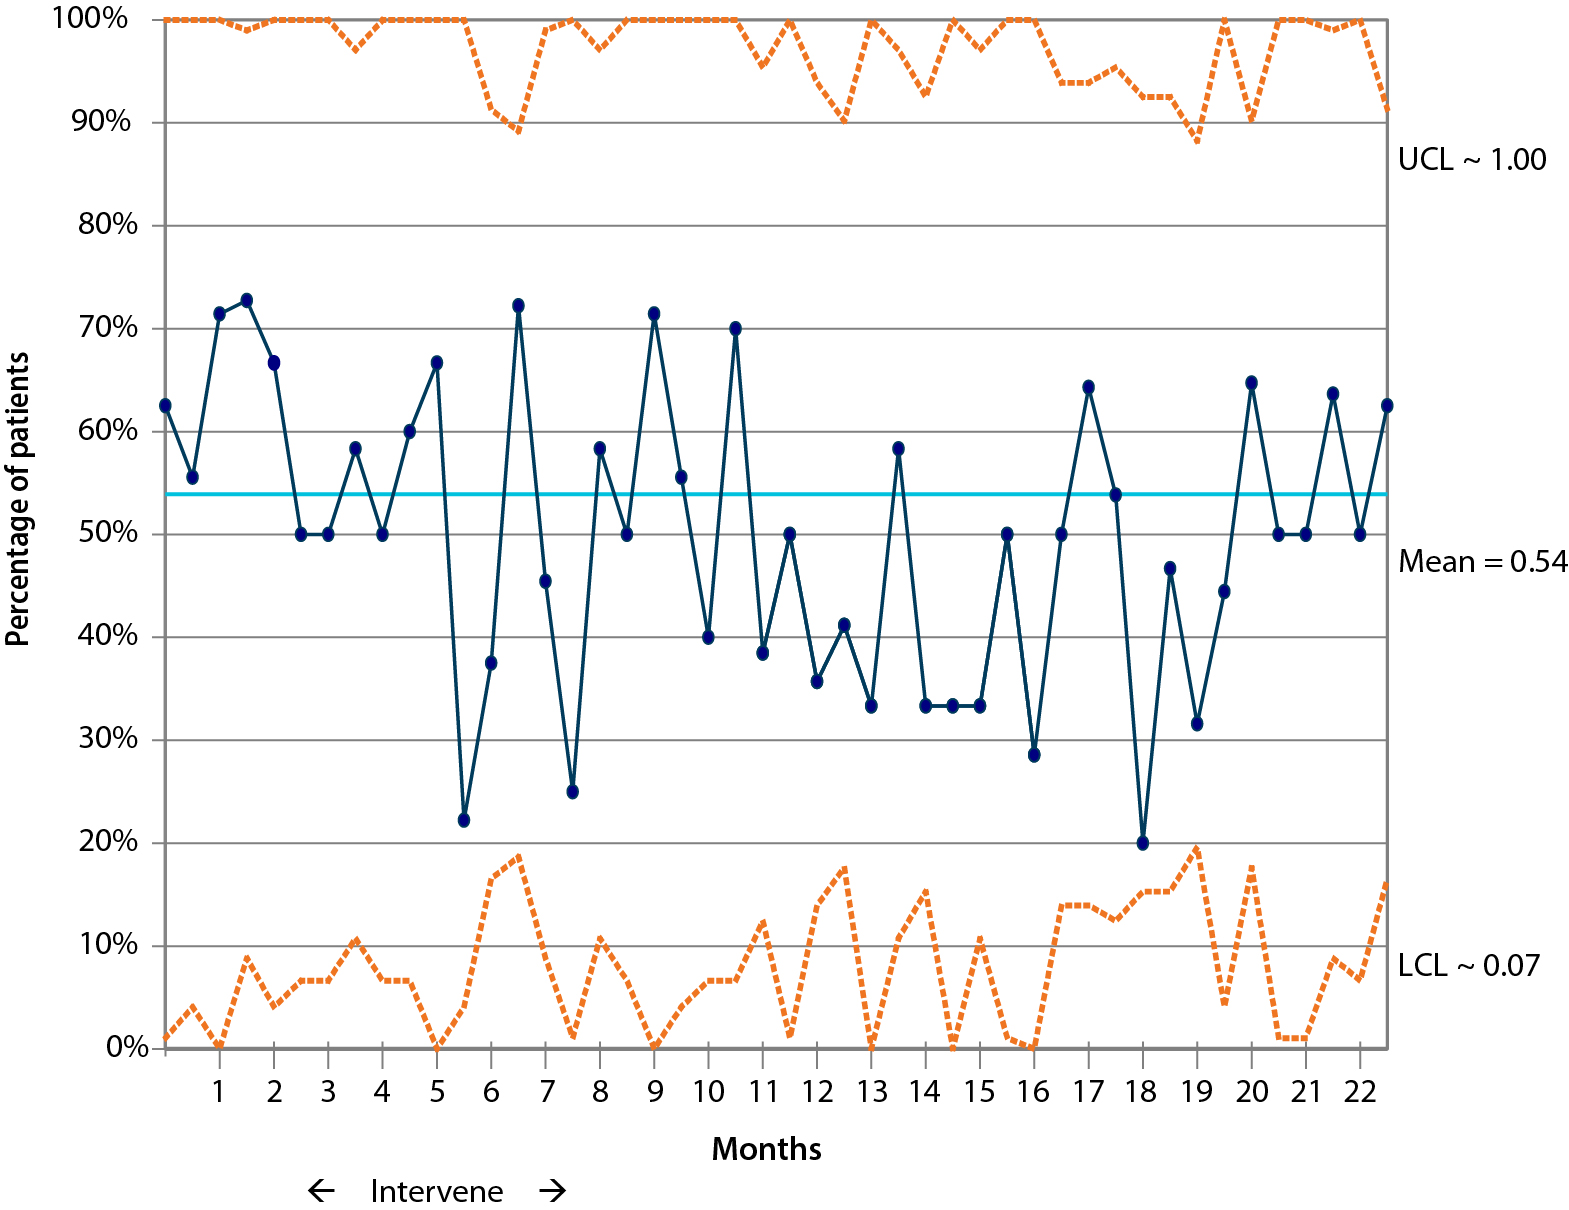 100%
90%
80%
70%
60%
50%
40%
30%
20%
10%
0%
Percentage of patients
UCL ~ 1.00
Mean = 0.54
LCL ~ 0.07
1 2 3 4 5 6 7 8 9 10 11 12 13 14 15 16 17 18 19 20 21 22
Months
← Intervene →